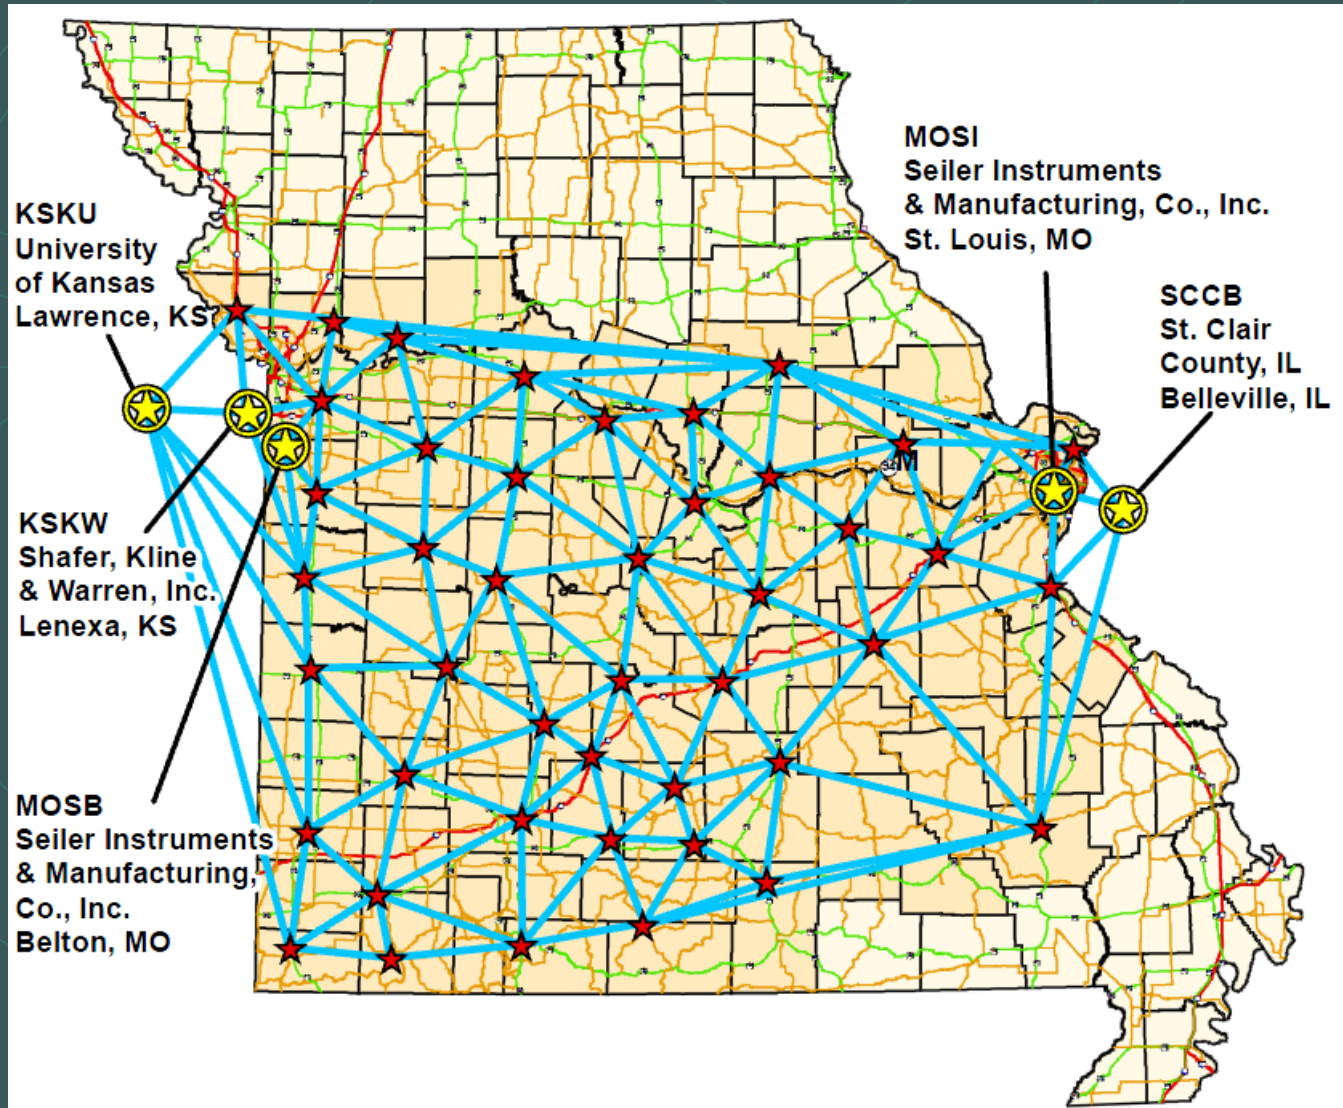 MOSI
Seiler Instruments
& Manufacturing, Co., Inc.
St. Louis, MO
KSKU
University
of Kansas
Lawrence, KS
SCCB
St. Clair
County, IL
Belleville, IL
M
KSKW
Shafer, Kline
& Warren, Inc.
Lenexa, KS
MOSB
Seiler Instruments
& Manufacturing,
Co., Inc.
Belton, MO